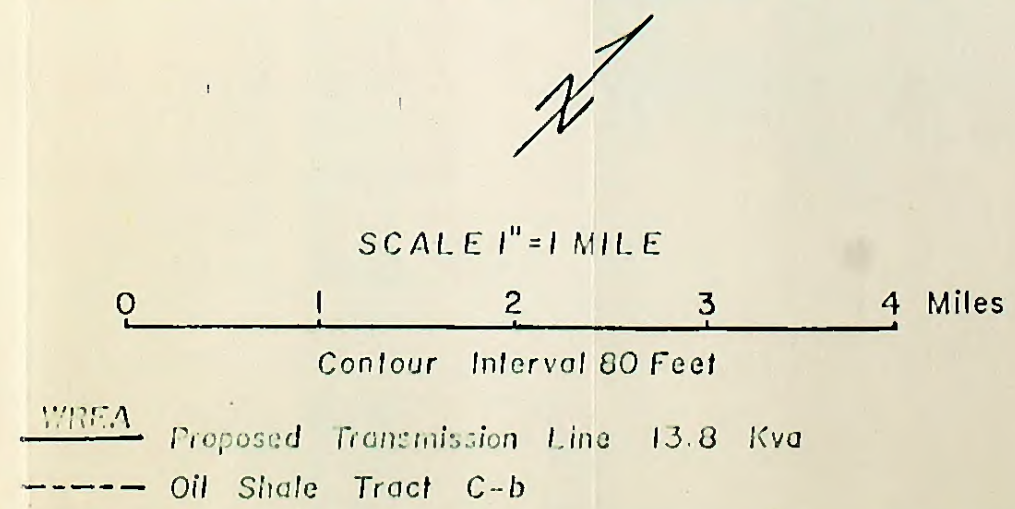 N
SCALE 1"=1 MILE
0 1 2 3 4 Miles
Contour Interval 80 Feet
WREA Proposed Transmission Line 13.8 Kva
Oil Shale Tract C-b